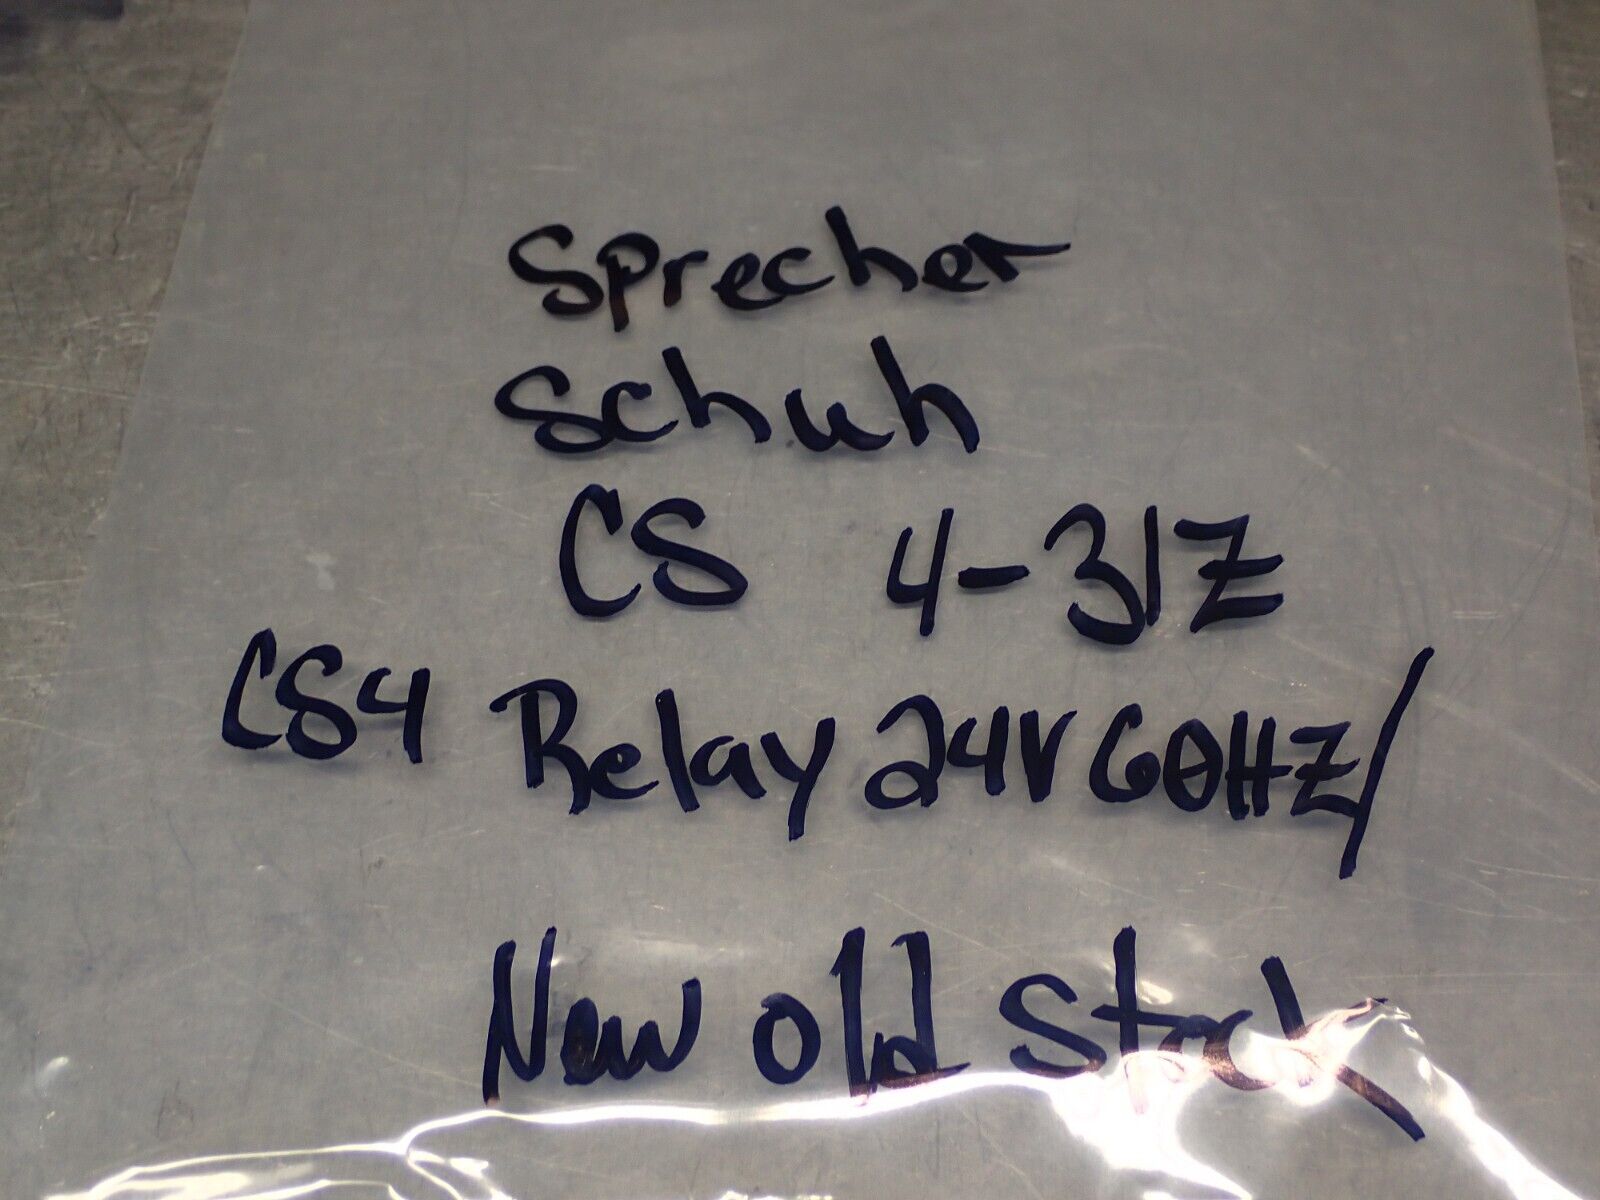 Sprecher
Schuh
CS 4-31Z
CS4 Relay 24V 60HZ/
New old Stock